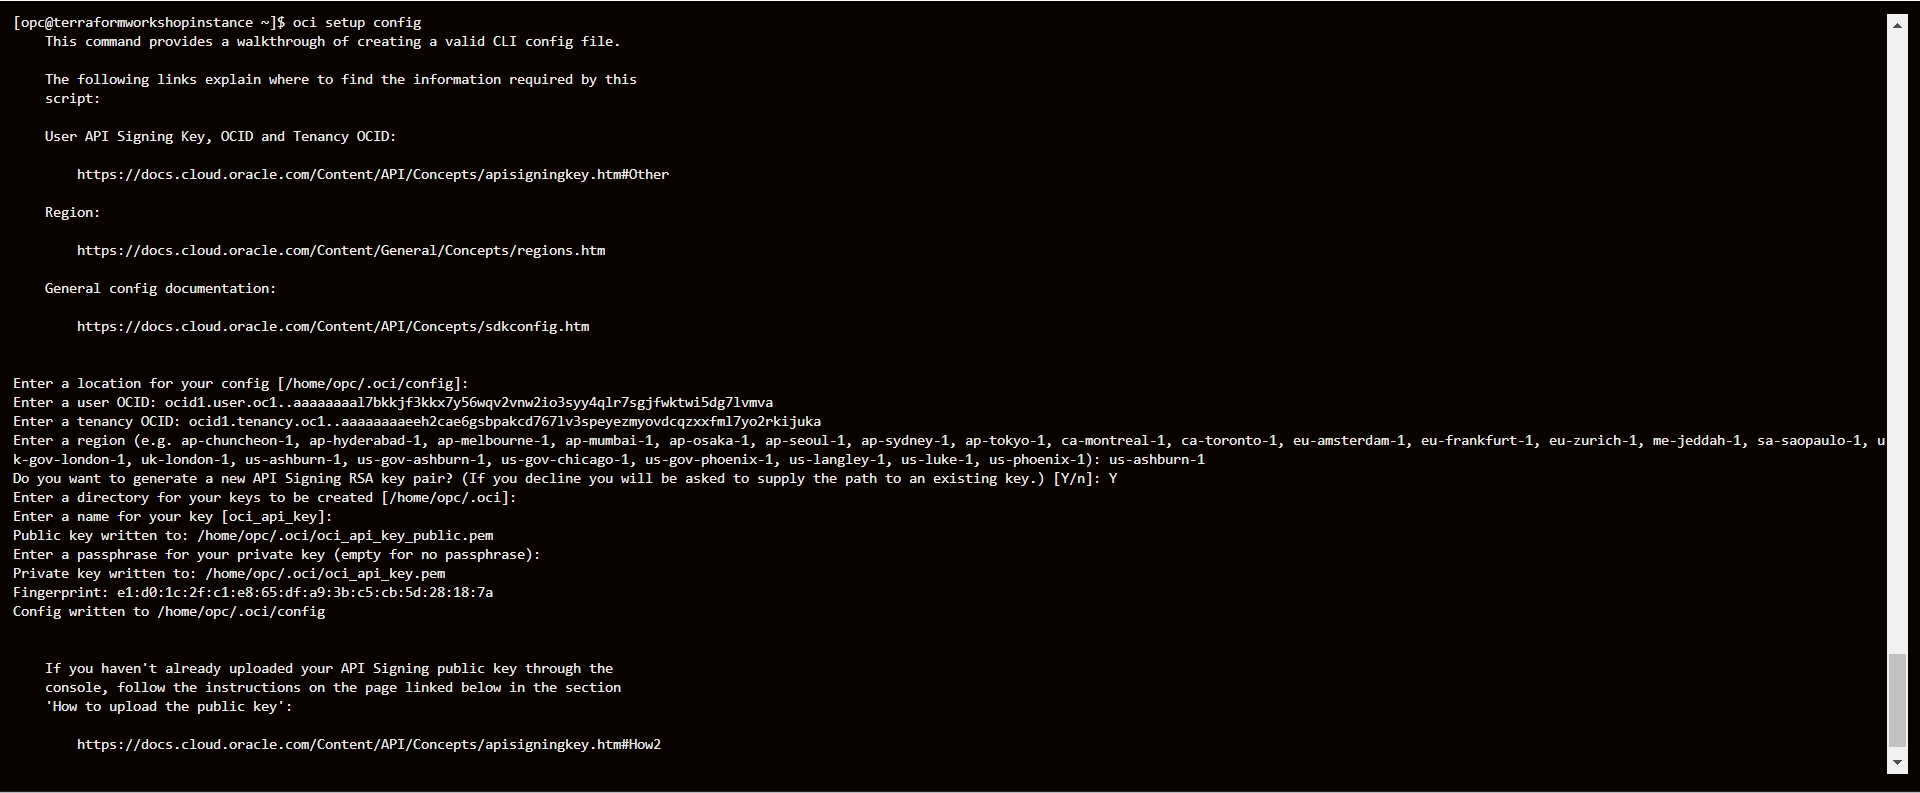 [opc@terraformworkshopinstance ~]$ oci setup config
This command provides a walkthrough of creating a valid CLI config file.
The following links explain where to find the information required by this
script:
User API Signing Key, OCID and Tenancy OCID:
https://docs.cloud.oracle.com/Content/API/Concepts/apisigningkey.htm#Other
Region:
https://docs.cloud.oracle.com/Content/General/Concepts/regions.htm
General config documentation:
https://docs.cloud.oracle.com/Content/API/Concepts/sdkconfig.htm
Enter a location for your config [/home/opc/.oci/config]:
Enter a user OCID: ocid1.user.oc1..aaaaaaaal7bkkjf3kkx7y56wqv2vnw2io3syy4qlr7sgjfwktwi5dg7lvmva
Enter a tenancy OCID: ocid1.tenancy.oc1..aaaaaaaaeeh2cae6gsbpakcd767lv3speyezmyovdcqzxxfml7yo2rkijuka
Enter a region (e.g. ap-chuncheon-1, ap-hyderabad-1, ap-melbourne-1, ap-mumbai-1, ap-osaka-1, ap-seoul-1, ap-sydney-1, ap-tokyo-1, ca-montreal-1, ca-toronto-1, eu-amsterdam-1, eu-frankfurt-1, eu-zurich-1, me-jeddah-1, sa-saopaulo-1, u
k-gov-london-1, uk-london-1, us-ashburn-1, us-gov-ashburn-1, us-gov-chicago-1, us-gov-phoenix-1, us-langley-1, us-luke-1, us-phoenix-1): us-ashburn-1
Do you want to generate a new API Signing RSA key pair? (If you decline you will be asked to supply the path to an existing key.) [Y/n]: Y
Enter a directory for your keys to be created [/home/opc/.oci]:
Enter a name for your key [oci_api_key]:
Public key written to: /home/opc/.oci/oci_api_key_public.pem
Enter a passphrase for your private key (empty for no passphrase):
Private key written to: /home/opc/.oci/oci_api_key.pem
Fingerprint: e1:d0:1c:2f:c1:e8:65:df:a9:3b:c5:cb:5d:28:18:7a
Config written to /home/opc/.oci/config
If you haven't already uploaded your API Signing public key through the
console, follow the instructions on the page linked below in the section
'How to upload the public key':
https://docs.cloud.oracle.com/Content/API/Concepts/apisigningkey.htm#How2